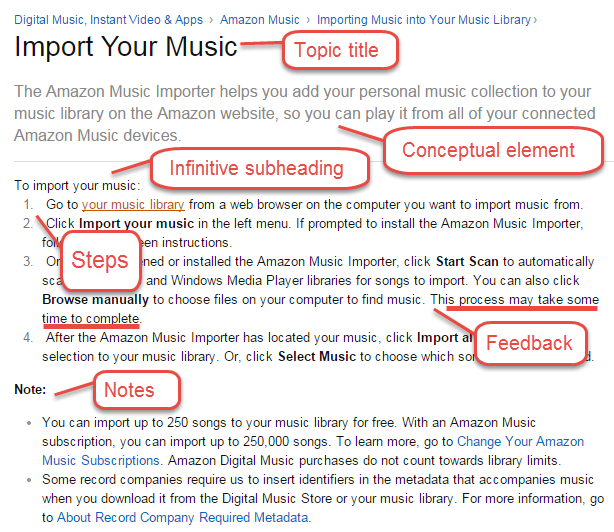 Digital Music, Instant Video & Apps › Amazon Music › Importing Music into Your Music Library ›
Import Your Music
Topic title
The Amazon Music Importer helps you add your personal music collection to your
music library on the Amazon website, so you can play it from all of your connected
Amazon Music devices.
Conceptual element
Infinitive subheading
To import your music:
1. Go to your music library from a web browser on the computer you want to import music from.
2. Click Import your music in the left menu. If prompted to install the Amazon Music Importer,
een instructions.
Steps
3. ened or installed the Amazon Music Importer, click Start Scan to automatically
and Windows Media Player libraries for songs to import. You can also click
Browse manually to choose files on your computer to find music. This process may take some
time to complete.
Feedback
4. After the Amazon Music Importer has located your music, click Import
selection to your music library. Or, click Select Music to choose which
Note:
Notes
• You can import up to 250 songs to your music library for free. With an Amazon Music
subscription, you can import up to 250,000 songs. To learn more, go to Change Your Amazon
Music Subscriptions. Amazon Digital Music purchases do not count towards library limits.
• Some record companies require us to insert identifiers in the metadata that accompanies music
when you download it from the Digital Music Store or your music library. For more information, go
to About Record Company Required Metadata.